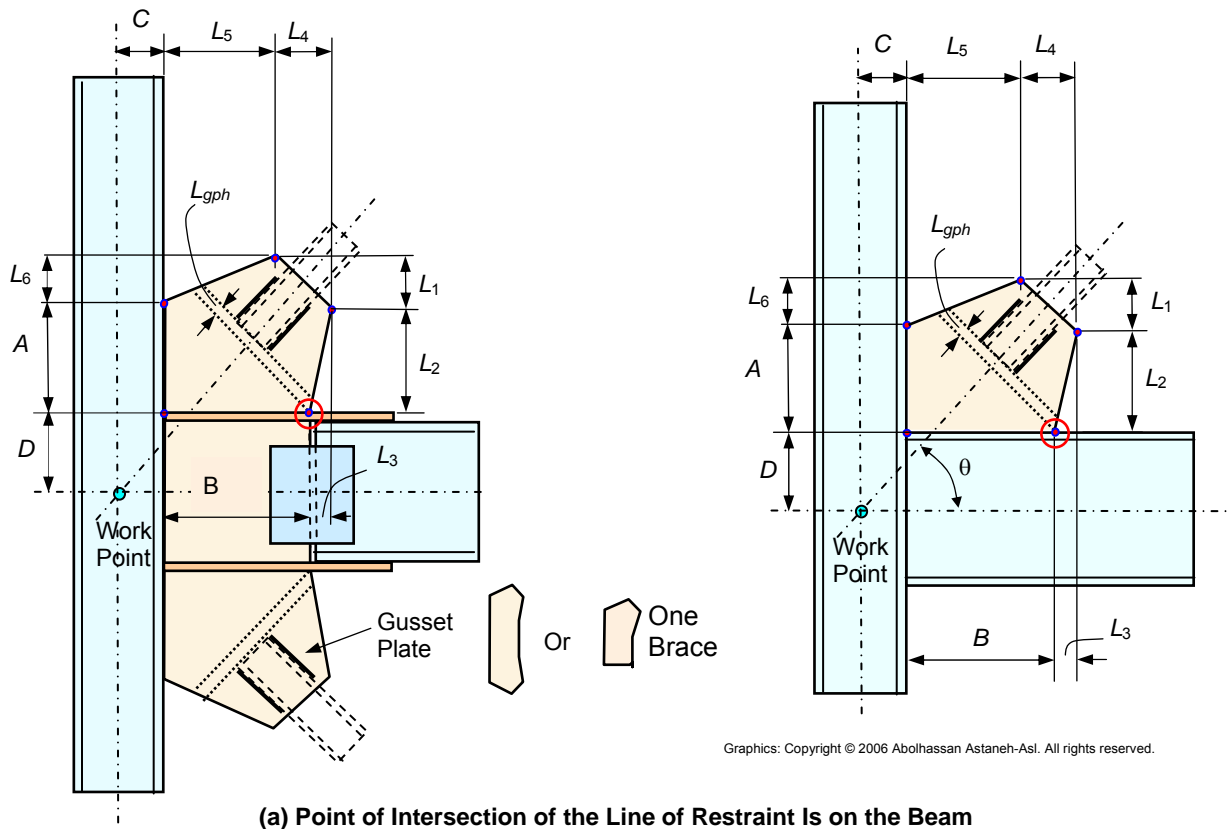 C
L5
L4
Lgph
L6
A
D
L1
L2
B
L3
Work
Point
Gusset
Plate
Or
One
Brace
C
L5
L4
Lgph
L6
A
D
L1
L2
θ
Work
Point
B
L3
Graphics: Copyright © 2006 Abolhassan Astaneh-Asl. All rights reserved.
(a) Point of Intersection of the Line of Restraint Is on the Beam